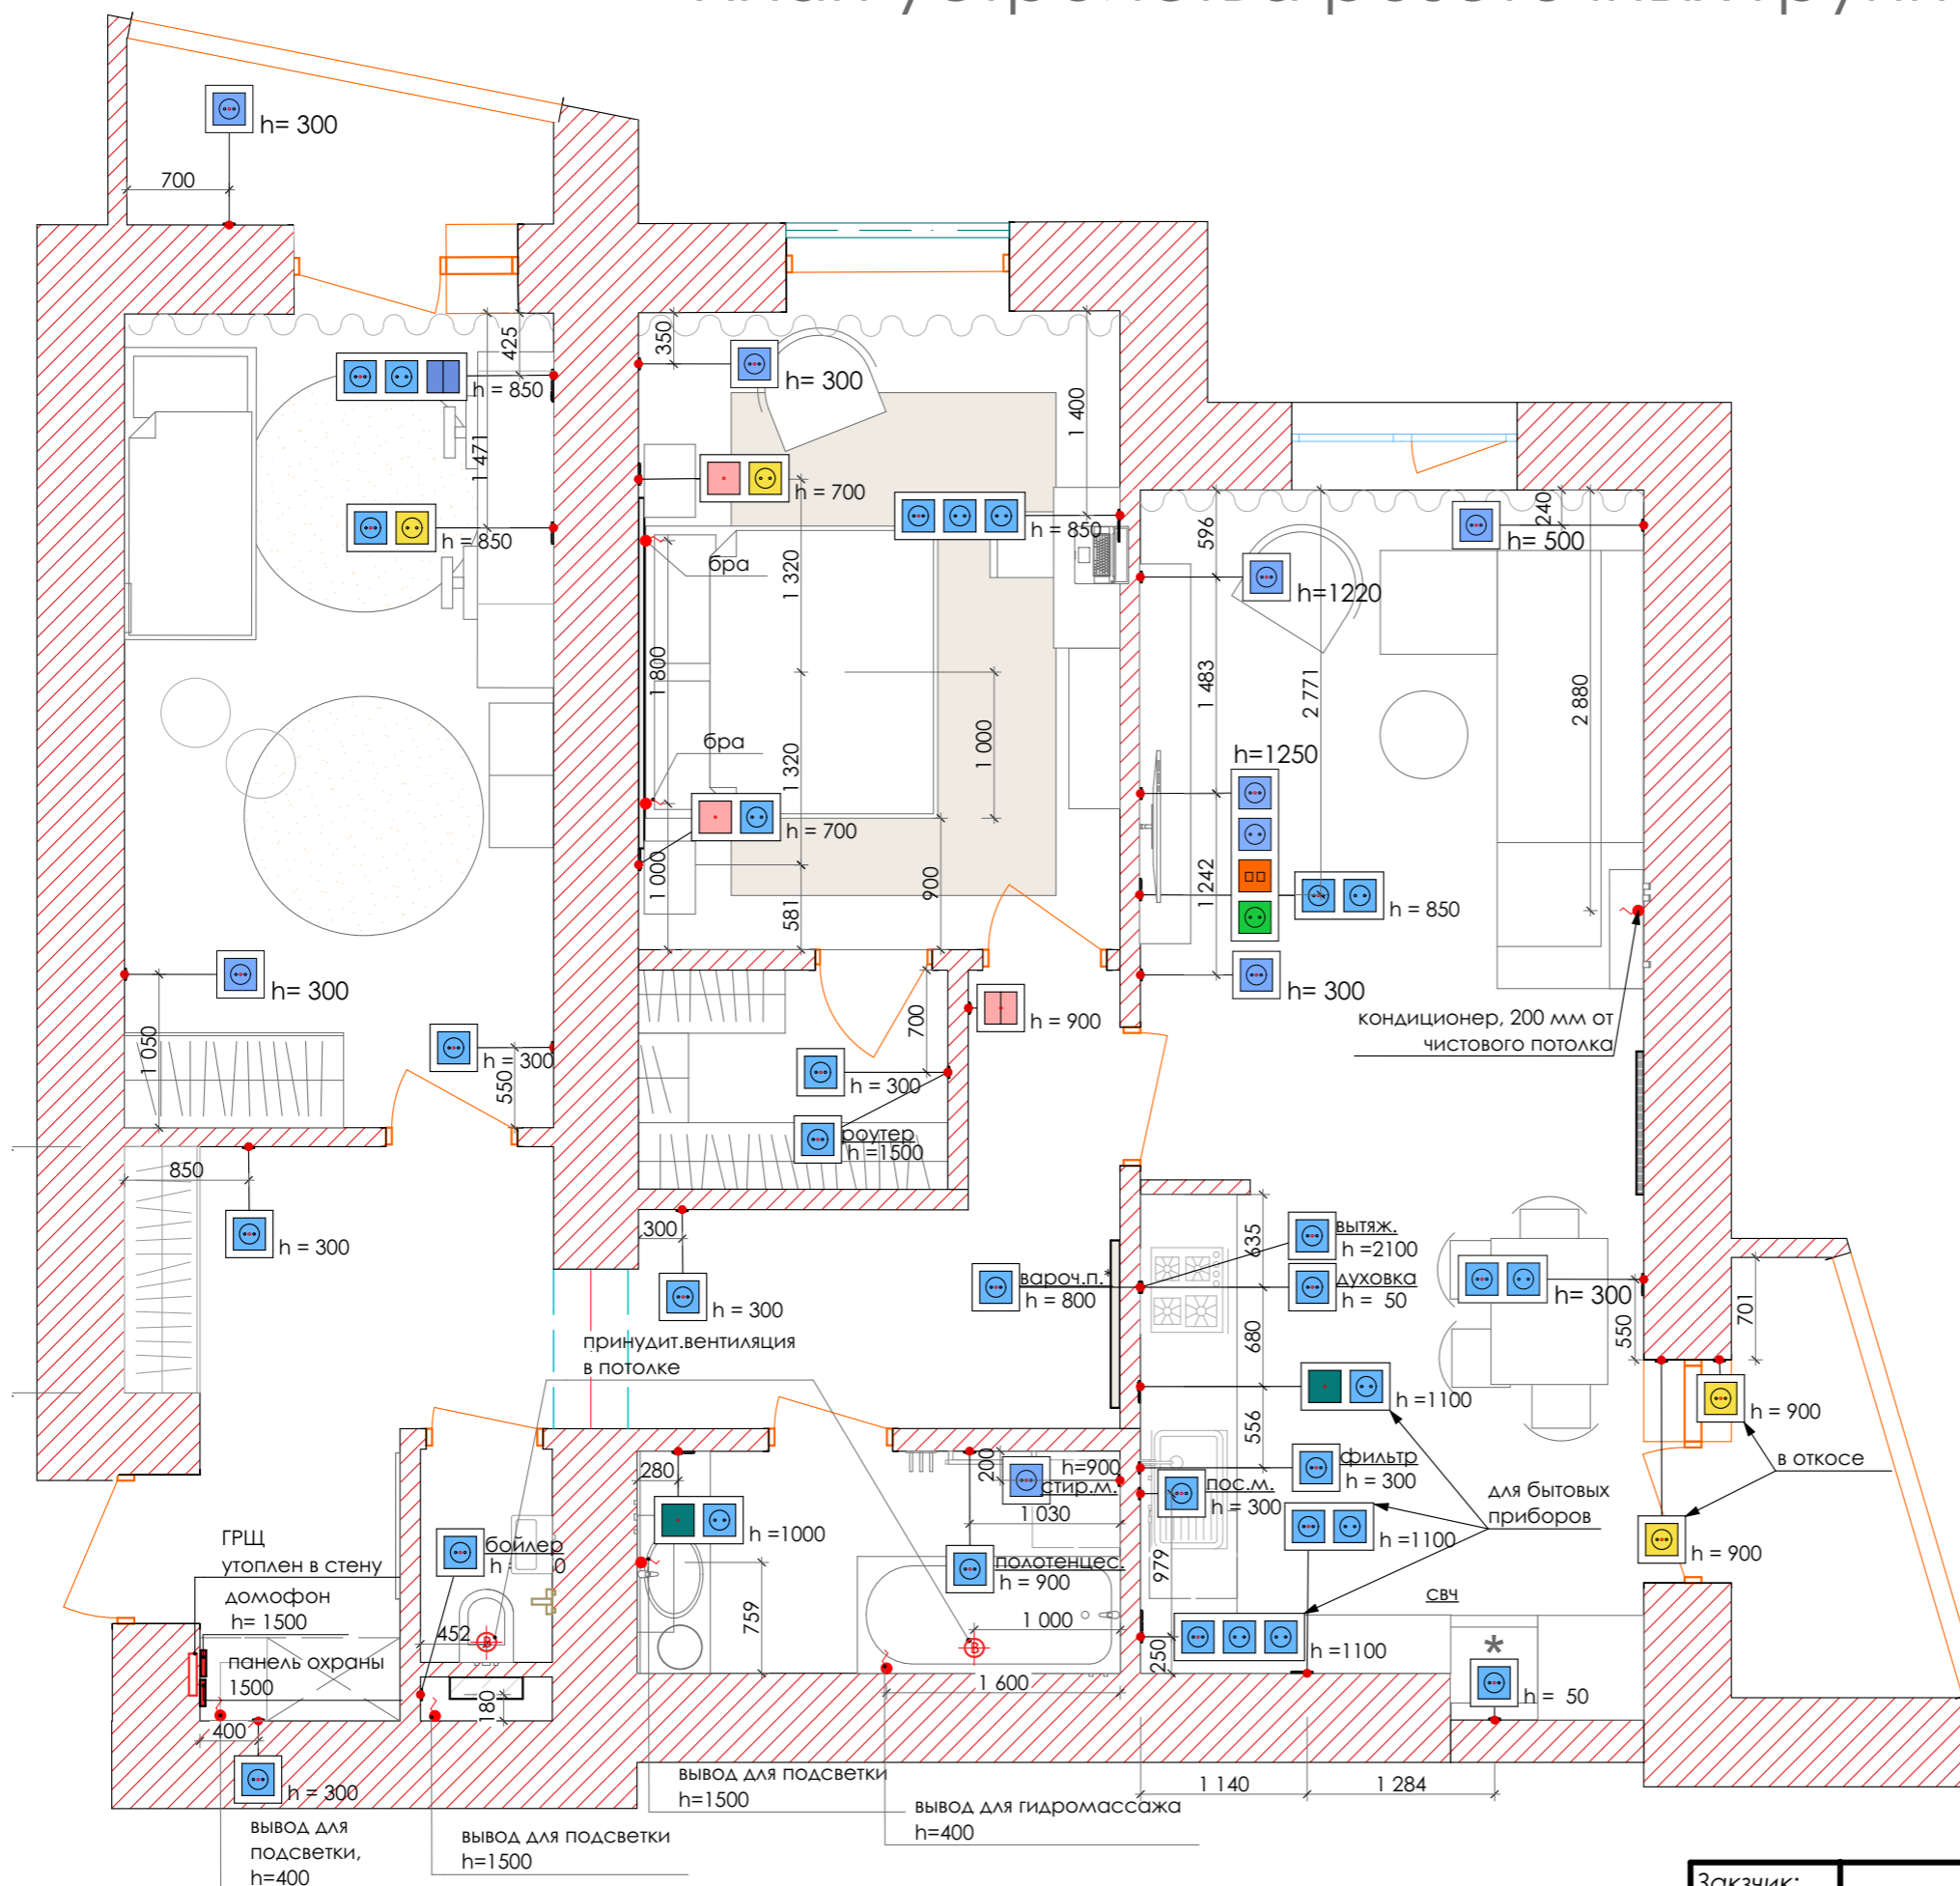 h= 300
700
425
350
h = 850
h= 300
1 400
1 471
h = 700
240
h= 500
596
h = 850
h = 850
бра
1 320
h=1220
1 800
1 483
2 771
2 880
бра
1 320
1 000
h=1250
h = 700
1 000
581
900
1 242
h = 850
h= 300
h= 300
кондиционер, 200 мм от
чистового потолка
h = 900
700
1 050
h = 300
550
h = 300
роутер
h =1500
850
h = 300
300
h = 300
635
вытяж.
h =2100
вароч.п.*
h = 800
духовка
h = 50
h= 300
701
550
680
принудит.вентиляция
в потолке
h =1100
h = 900
556
в откосе
280
200
h=900
стир.м.
1 030
фильтр
h = 300
пос.м.
h = 300
для бытовых
приборов
h =1000
h =1100
h = 900
ГРЩ
утоплен в стену
бойлер
полотенцес.
h = 900
979
домофон
h= 1500
759
свч
452
В
В
1 000
250
h =1100
*
панель охраны
1500
180
1 600
h = 50
400
h = 300
вывод для подсветки
h=1500
1 140
1 284
вывод для гидромассажа
h=400
вывод для
подсветки,
h=400
вывод для подсветки
h=1500
Заказчик: